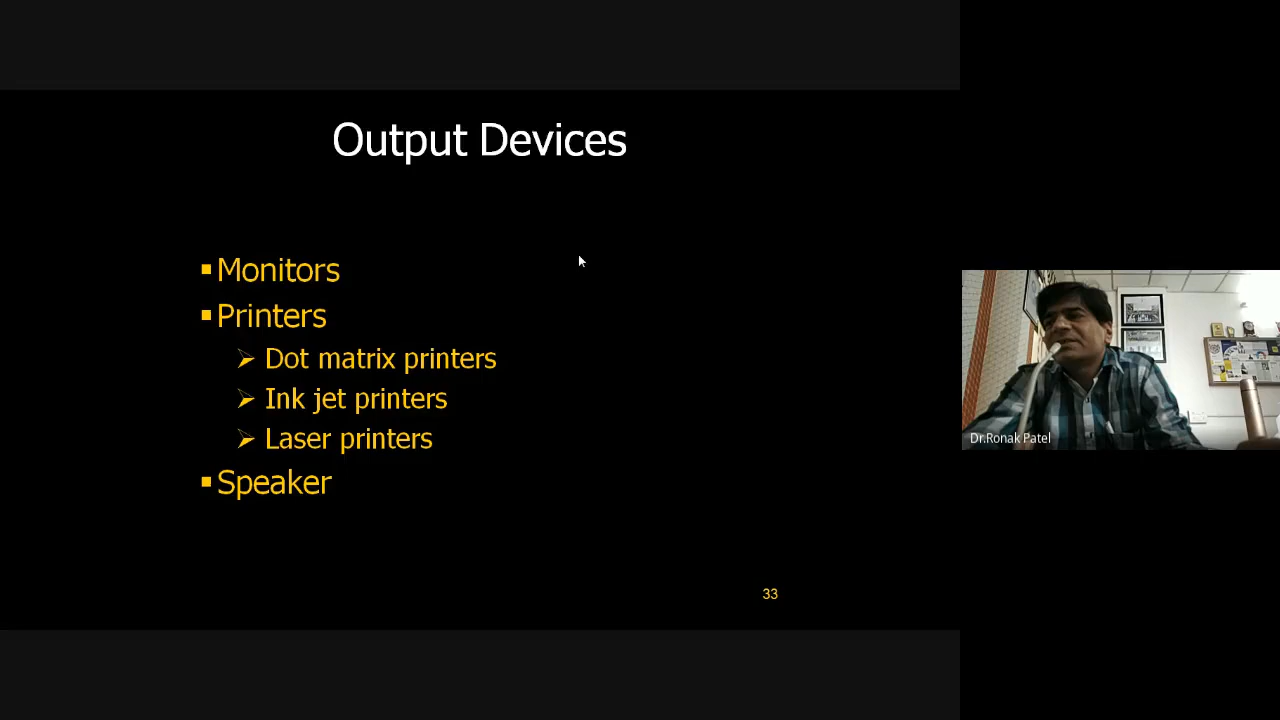 Output Devices
▪Monitors
▪Printers
➢ Dot matrix printers
➢ Ink jet printers
➢ Laser printers
▪Speaker
33
Dr.Ronak Patel